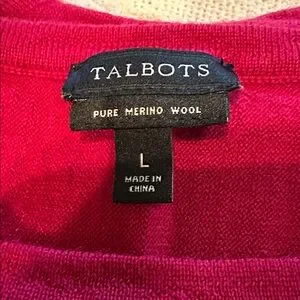 TALBOTS
PURE MERINO WOOL
L
MADE IN
CHINA